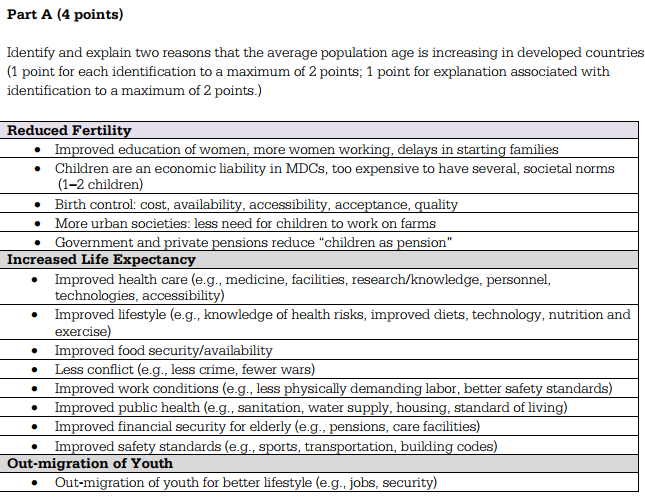 Part A (4 points)
Identify and explain two reasons that the average population age is increasing in developed countries
(1 point for each identification to a maximum of 2 points; 1 point for explanation associated with
identification to a maximum of 2 points.)
Reduced Fertility
• Improved education of women, more women working, delays in starting families
• Children are an economic liability in MDCs, too expensive to have several, societal norms
(1–2 children)
• Birth control: cost, availability, accessibility, acceptance, quality
• More urban societies: less need for children to work on farms
• Government and private pensions reduce “children as pension”
Increased Life Expectancy
• Improved health care (e.g., medicine, facilities, research/knowledge, personnel,
technologies, accessibility)
• Improved lifestyle (e.g., knowledge of health risks, improved diets, technology, nutrition and
exercise)
• Improved food security/availability
• Less conflict (e.g., less crime, fewer wars)
• Improved work conditions (e.g., less physically demanding labor, better safety standards)
• Improved public health (e.g., sanitation, water supply, housing, standard of living)
• Improved financial security for elderly (e.g., pensions, care facilities)
• Improved safety standards (e.g., sports, transportation, building codes)
Out-migration of Youth
• Out-migration of youth for better lifestyle (e.g., jobs, security)